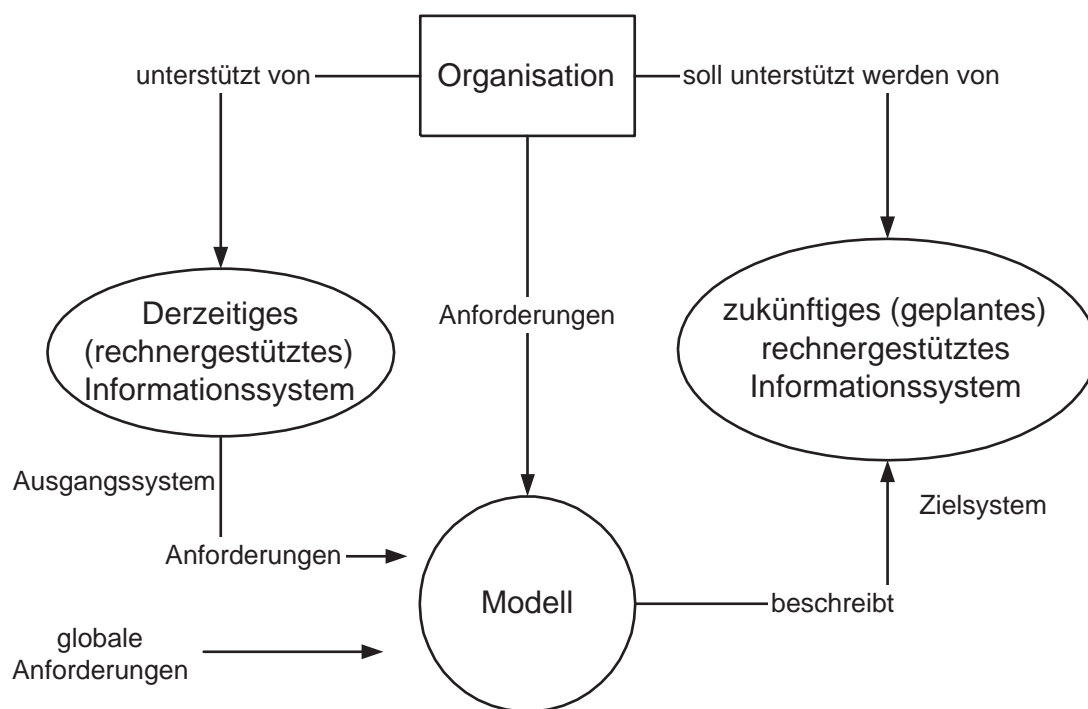 unterstützt von
Organisation
soll unterstützt werden von
Derzeitiges
(rechnergestütztes)
Informationssystem
Anforderungen
zukünftiges (geplantes)
rechnergestütztes
Informationssystem
Ausgangssystem
Zielsystem
Anforderungen
Modell
beschreibt
globale
Anforderungen